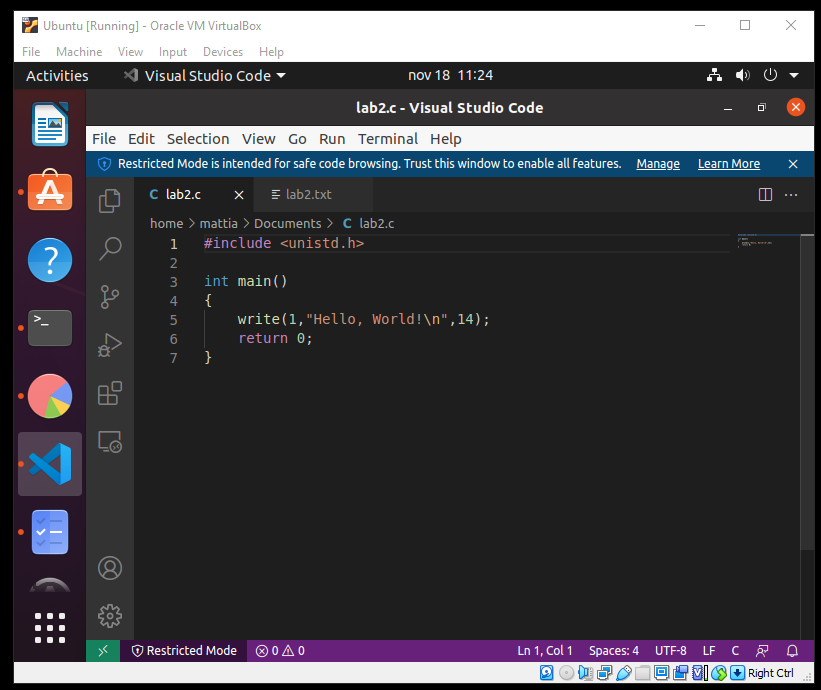 Ubuntu [Running] - Oracle VM VirtualBox
File Machine View Input Devices Help
Activities Visual Studio Code nov 18 11:24
lab2.c - Visual Studio Code
File Edit Selection View Go Run Terminal Help
Restricted Mode is intended for safe code browsing. Trust this window to enable all features. Manage Learn More
C lab2.c lab2.txt
home > mattia > Documents > C lab2.c
1 #include <unistd.h>
2
3 int main()
4 {
5 write(1,"Hello, World!\n",14);
6 return 0;
7 }
Restricted Mode 0 0 Ln 1, Col 1 Spaces: 4 UTF-8 LF C
Right Ctrl